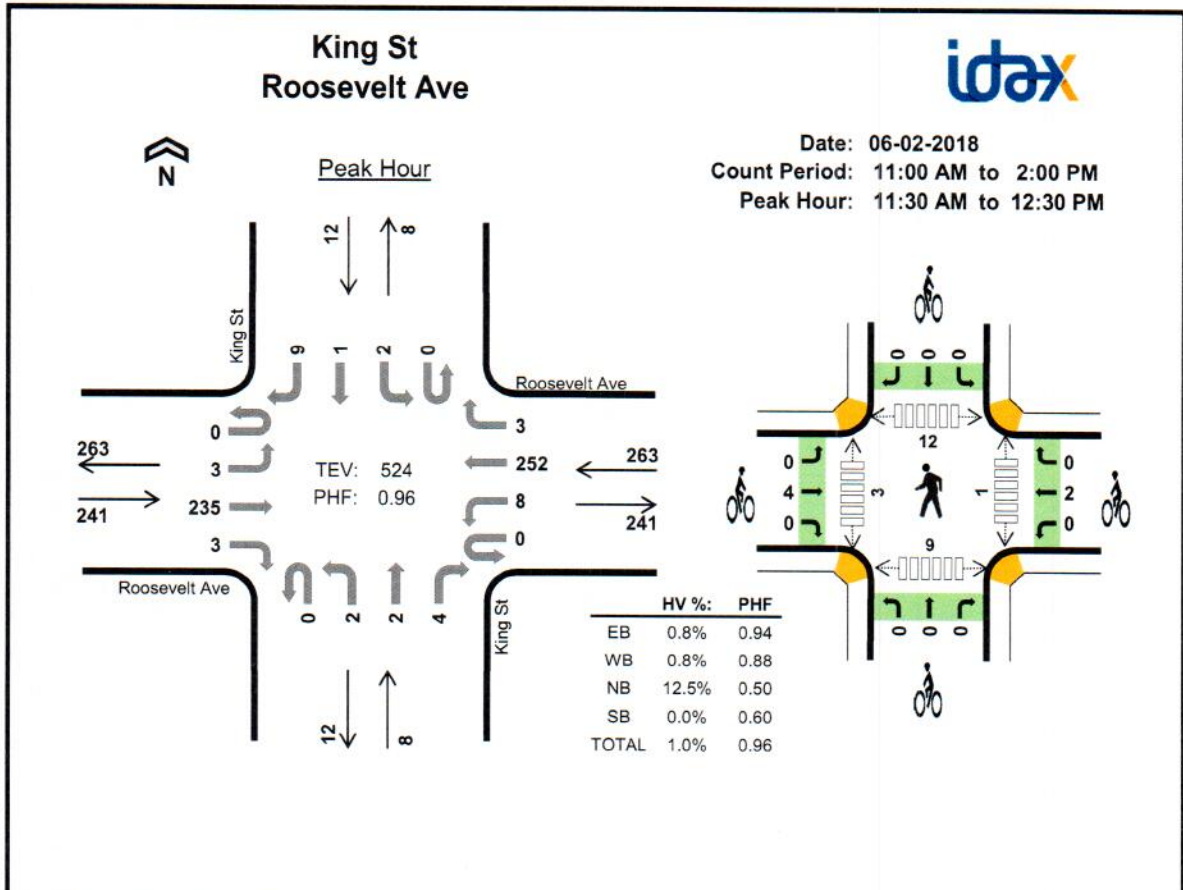 King St
Roosevelt Ave
idax
Date: 06-02-2018
Count Period: 11:00 AM to 2:00 PM
Peak Hour: 11:30 AM to 12:30 PM
N
Peak Hour
12
8
King St
9
1
2
0
Roosevelt Ave
0
3
235
3
263
241
TEV: 524
PHF: 0.96
3
252
8
0
263
241
Roosevelt Ave
0
2
2
4
King St
12
8
HV %: PHF
EB 0.8% 0.94
WB 0.8% 0.88
NB 12.5% 0.50
SB 0.0% 0.60
TOTAL 1.0% 0.96
0
0
0
12
0
4
0
3
1
0
2
0
9
0
0
0